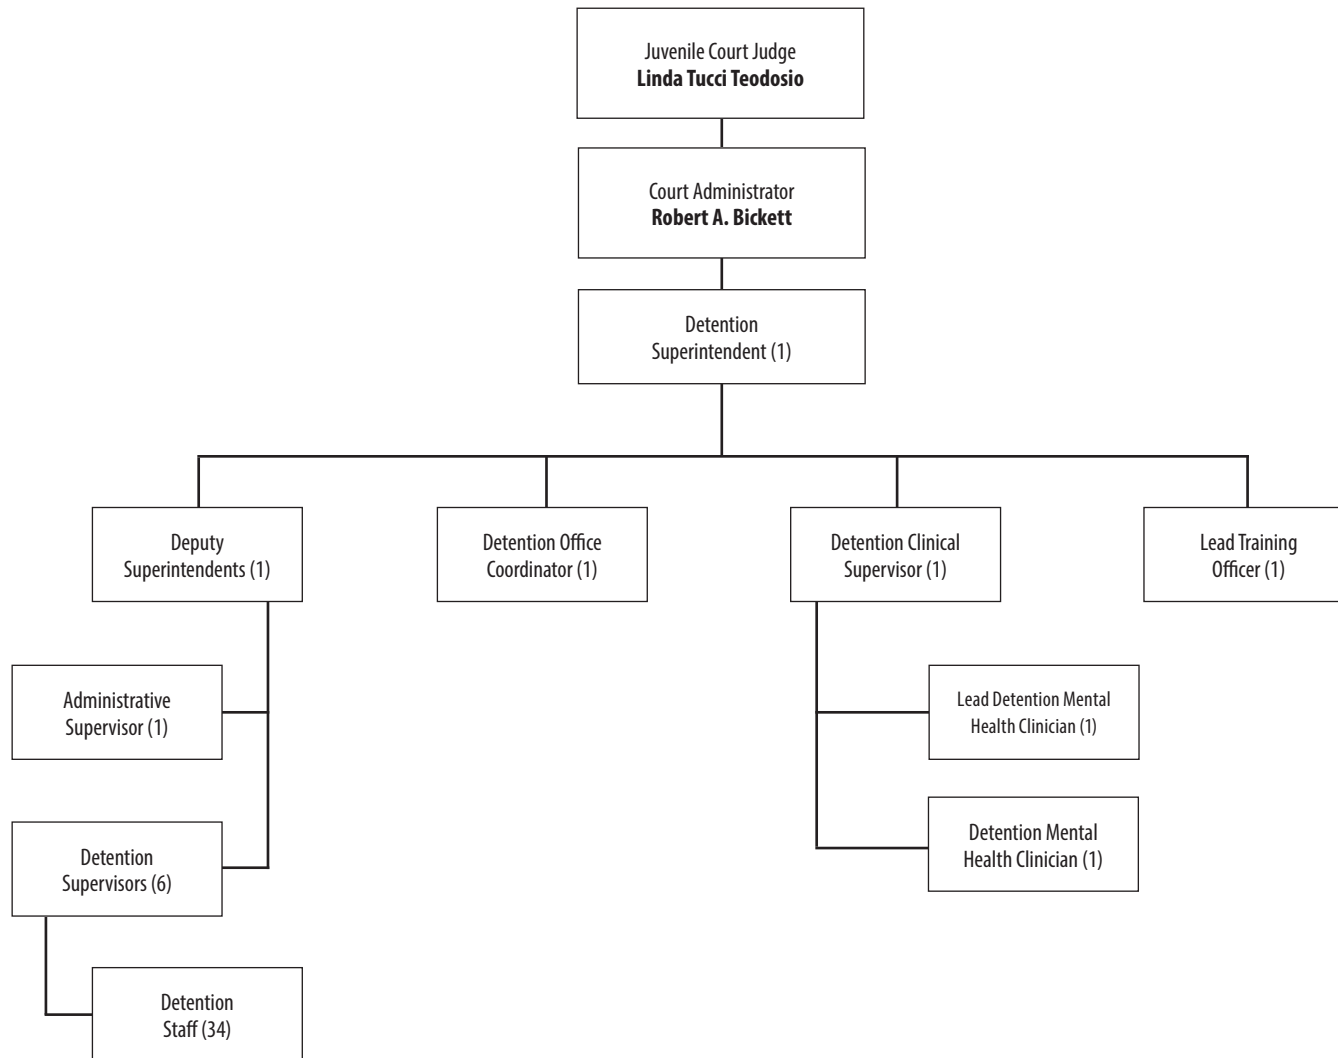 Juvenile Court Judge
Linda Tucci Teodosio
Court Administrator
Robert A. Bickett
Detention
Superintendent (1)
Deputy
Superintendents (1)
Detention Office
Coordinator (1)
Detention Clinical
Supervisor (1)
Lead Training
Officer (1)
Administrative
Supervisor (1)
Lead Detention Mental
Health Clinician (1)
Detention
Supervisors (6)
Detention Mental
Health Clinician (1)
Detention
Staff (34)